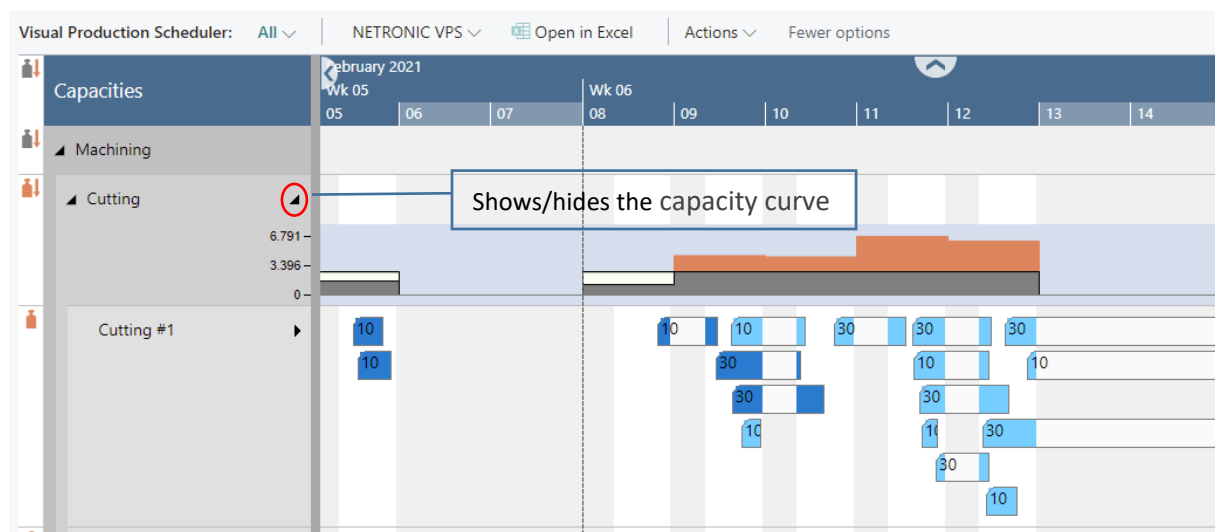 Visual Production Scheduler: All NETRONIC VPS Open in Excel Actions Fewer options
February 2021
Capacities
Wk 05 Wk 06
05 06 07 08 09 10 11 12 13 14
Machining
Cutting
Shows/hides the capacity curve
6.791
3.396
0
Cutting #1
10 10 10 30 30 30
10 30 10 10
30 30
10 10 30
30
10